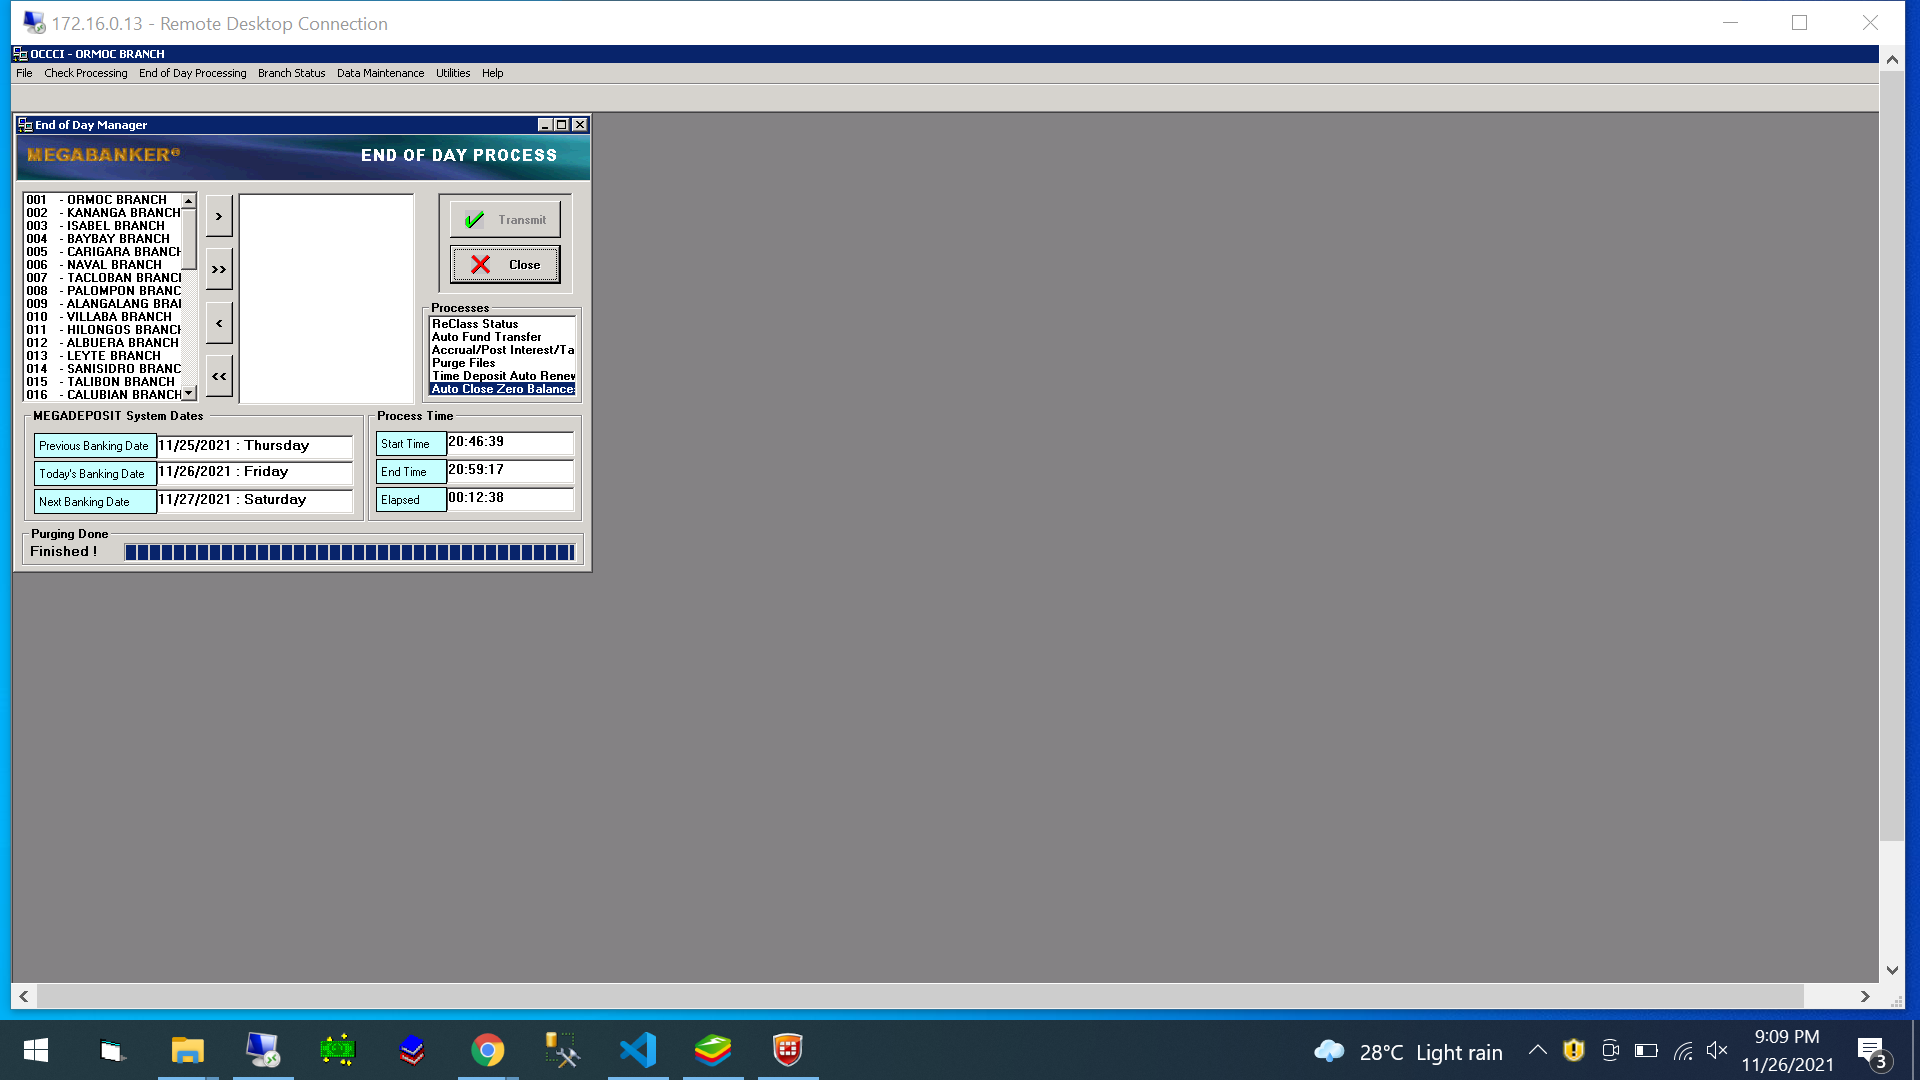 172.16.0.13 - Remote Desktop Connection
OCCCI - ORMOC BRANCH
File Check Processing End of Day Processing Branch Status Data Maintenance Utilities Help
End of Day Manager
MEGABANKER®
END OF DAY PROCESS
001 - ORMOC BRANCH
002 - KANANGA BRANCH
003 - ISABEL BRANCH
004 - BAYBAY BRANCH
005 - CARIGARA BRANCH
006 - NAVAL BRANCH
007 - TACLOBAN BRANCI
008 - PALOMPON BRANC
009 - ALANGALANG BRAI
010 - VILLABA BRANCH
011 - HILONGOS BRANCH
012 - ALBUERA BRANCH
013 - LEYTE BRANCH
014 - SANISIDRO BRANC
015 - TALIBON BRANCH
016 - CALUBIAN BRANCH
>
>>
<
<<
Transmit
Close
Processes
ReClass Status
Auto Fund Transfer
Accrual/Post Interest/Ta
Purge Files
Time Deposit Auto Renew
Auto Close Zero Balance
MEGADEPOSIT System Dates
Previous Banking Date 11/25/2021 : Thursday
Today's Banking Date 11/26/2021 : Friday
Next Banking Date 11/27/2021 : Saturday
Process Time
Start Time 20:46:39
End Time 20:59:17
Elapsed 00:12:38
Purging Done
Finished !
28°C Light rain
9:09 PM
11/26/2021
3